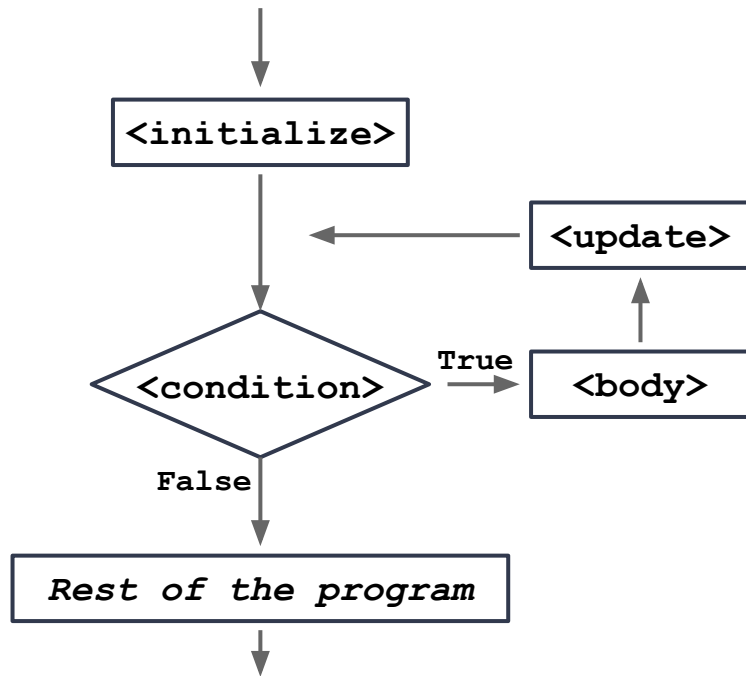 <initialize>
<update>
<condition>
True
<body>
False
Rest of the program